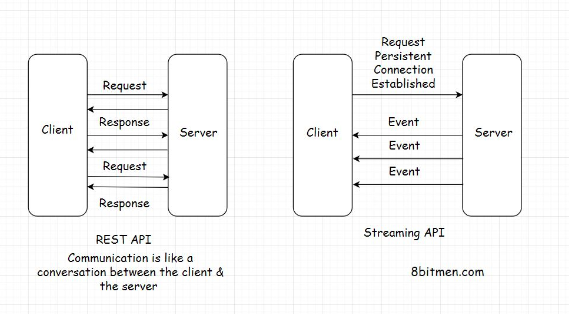 Request
Persistent
Connection
Established
Request
Client
Response
Server
Request
Response
Client
Event
Event
Event
Server
REST API
Communication is like a
conversation between the client &
the server
Streaming API
8bitmen.com